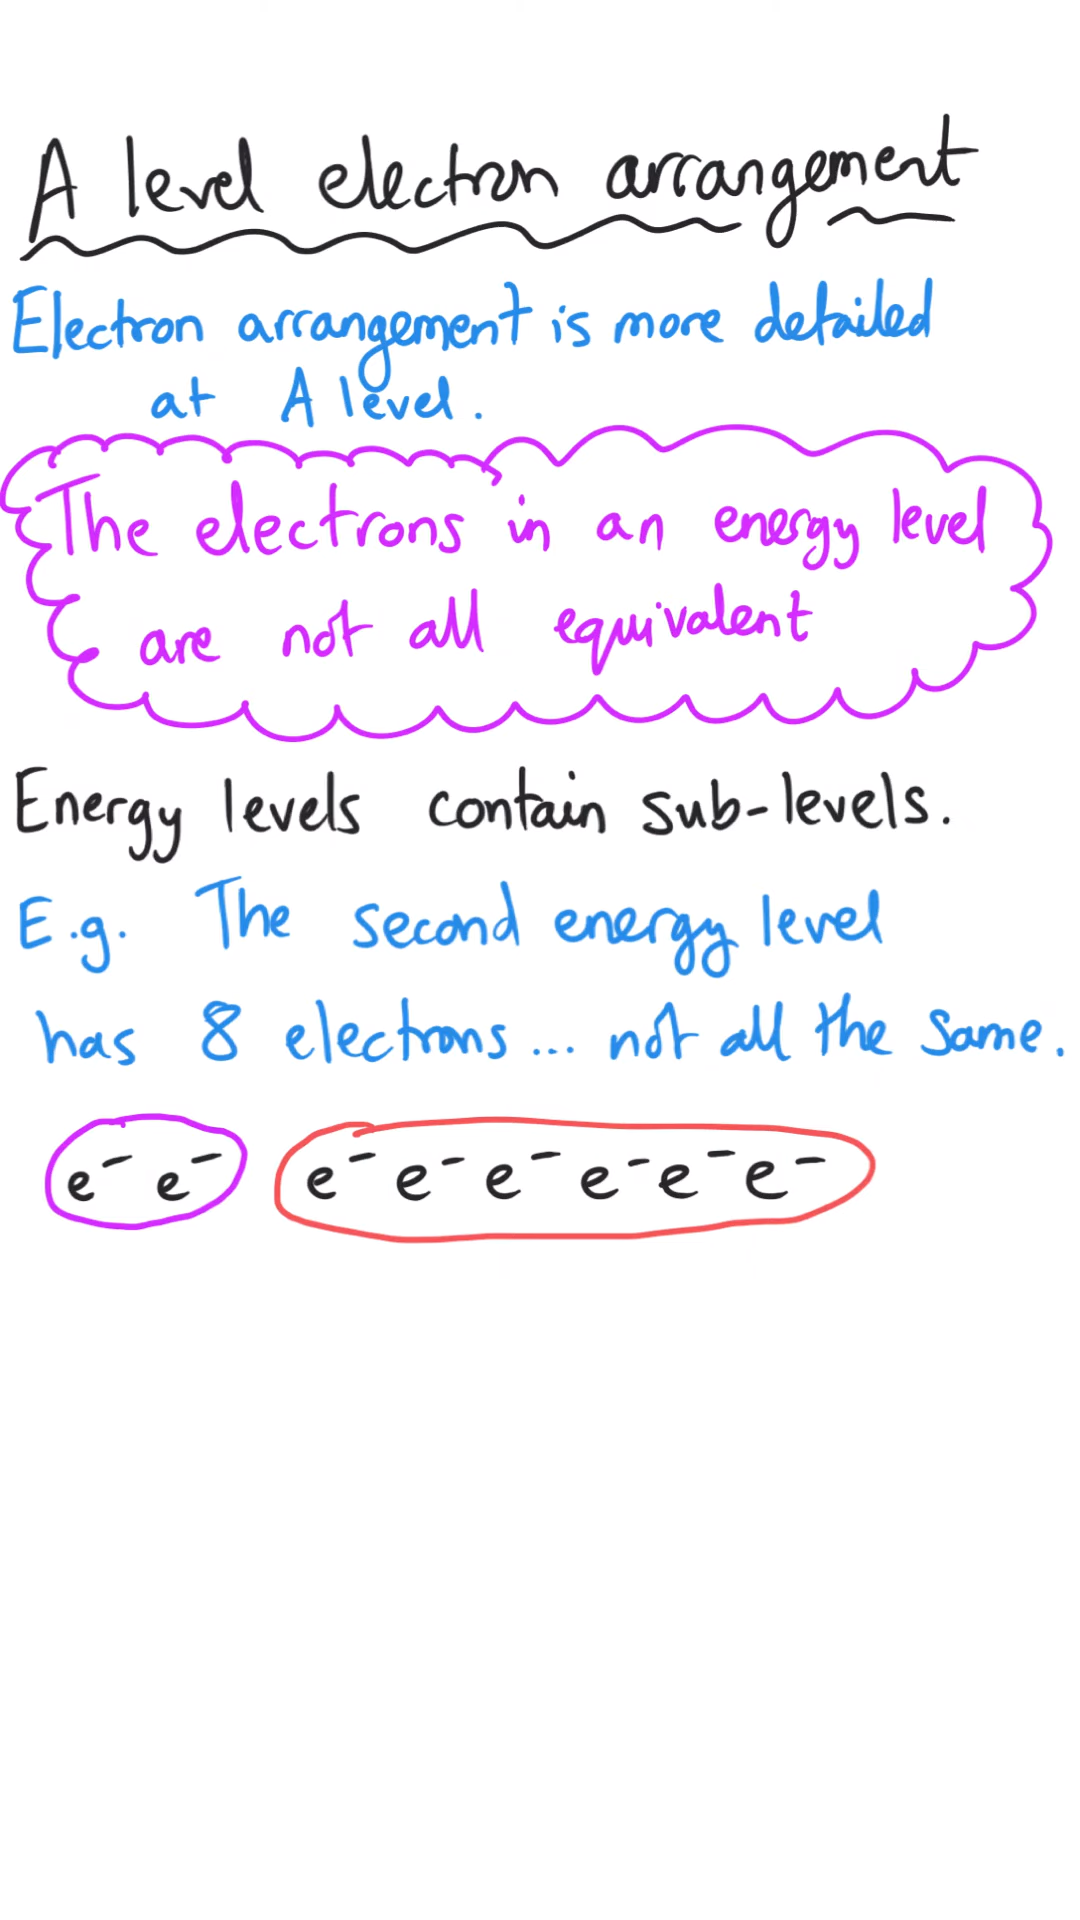 A level electron arrangement
Electron arrangement is more detailed
at A level.
The electrons in an energy level
are not all equivalent
Energy levels contain sub-levels.
E.g. The second energy level
has 8 electrons... not all the same.
e⁻ e⁻ e⁻ e⁻ e⁻ e⁻ e⁻ e⁻